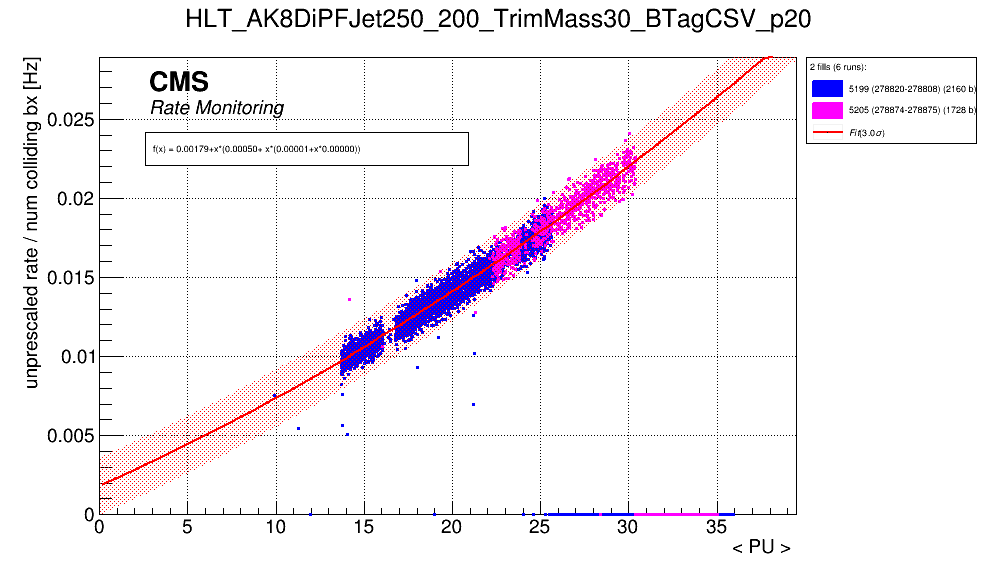 HLT_AK8DiPFJet250_200_TrimMass30_BTagCSV_p20
unprescaled rate / num colliding bx [Hz]
CMS
Rate Monitoring
f(x) = 0.00179+x*(0.00050+ x*(0.00001+x*0.00000))
0.025
0.02
0.015
0.01
0.005
0
0 5 10 15 20 25 30 35
< PU >
2 fills (6 runs):
5199 (278820-278808) (2160 b)
5205 (278874-278875) (1728 b)
Fit(3.0σ)